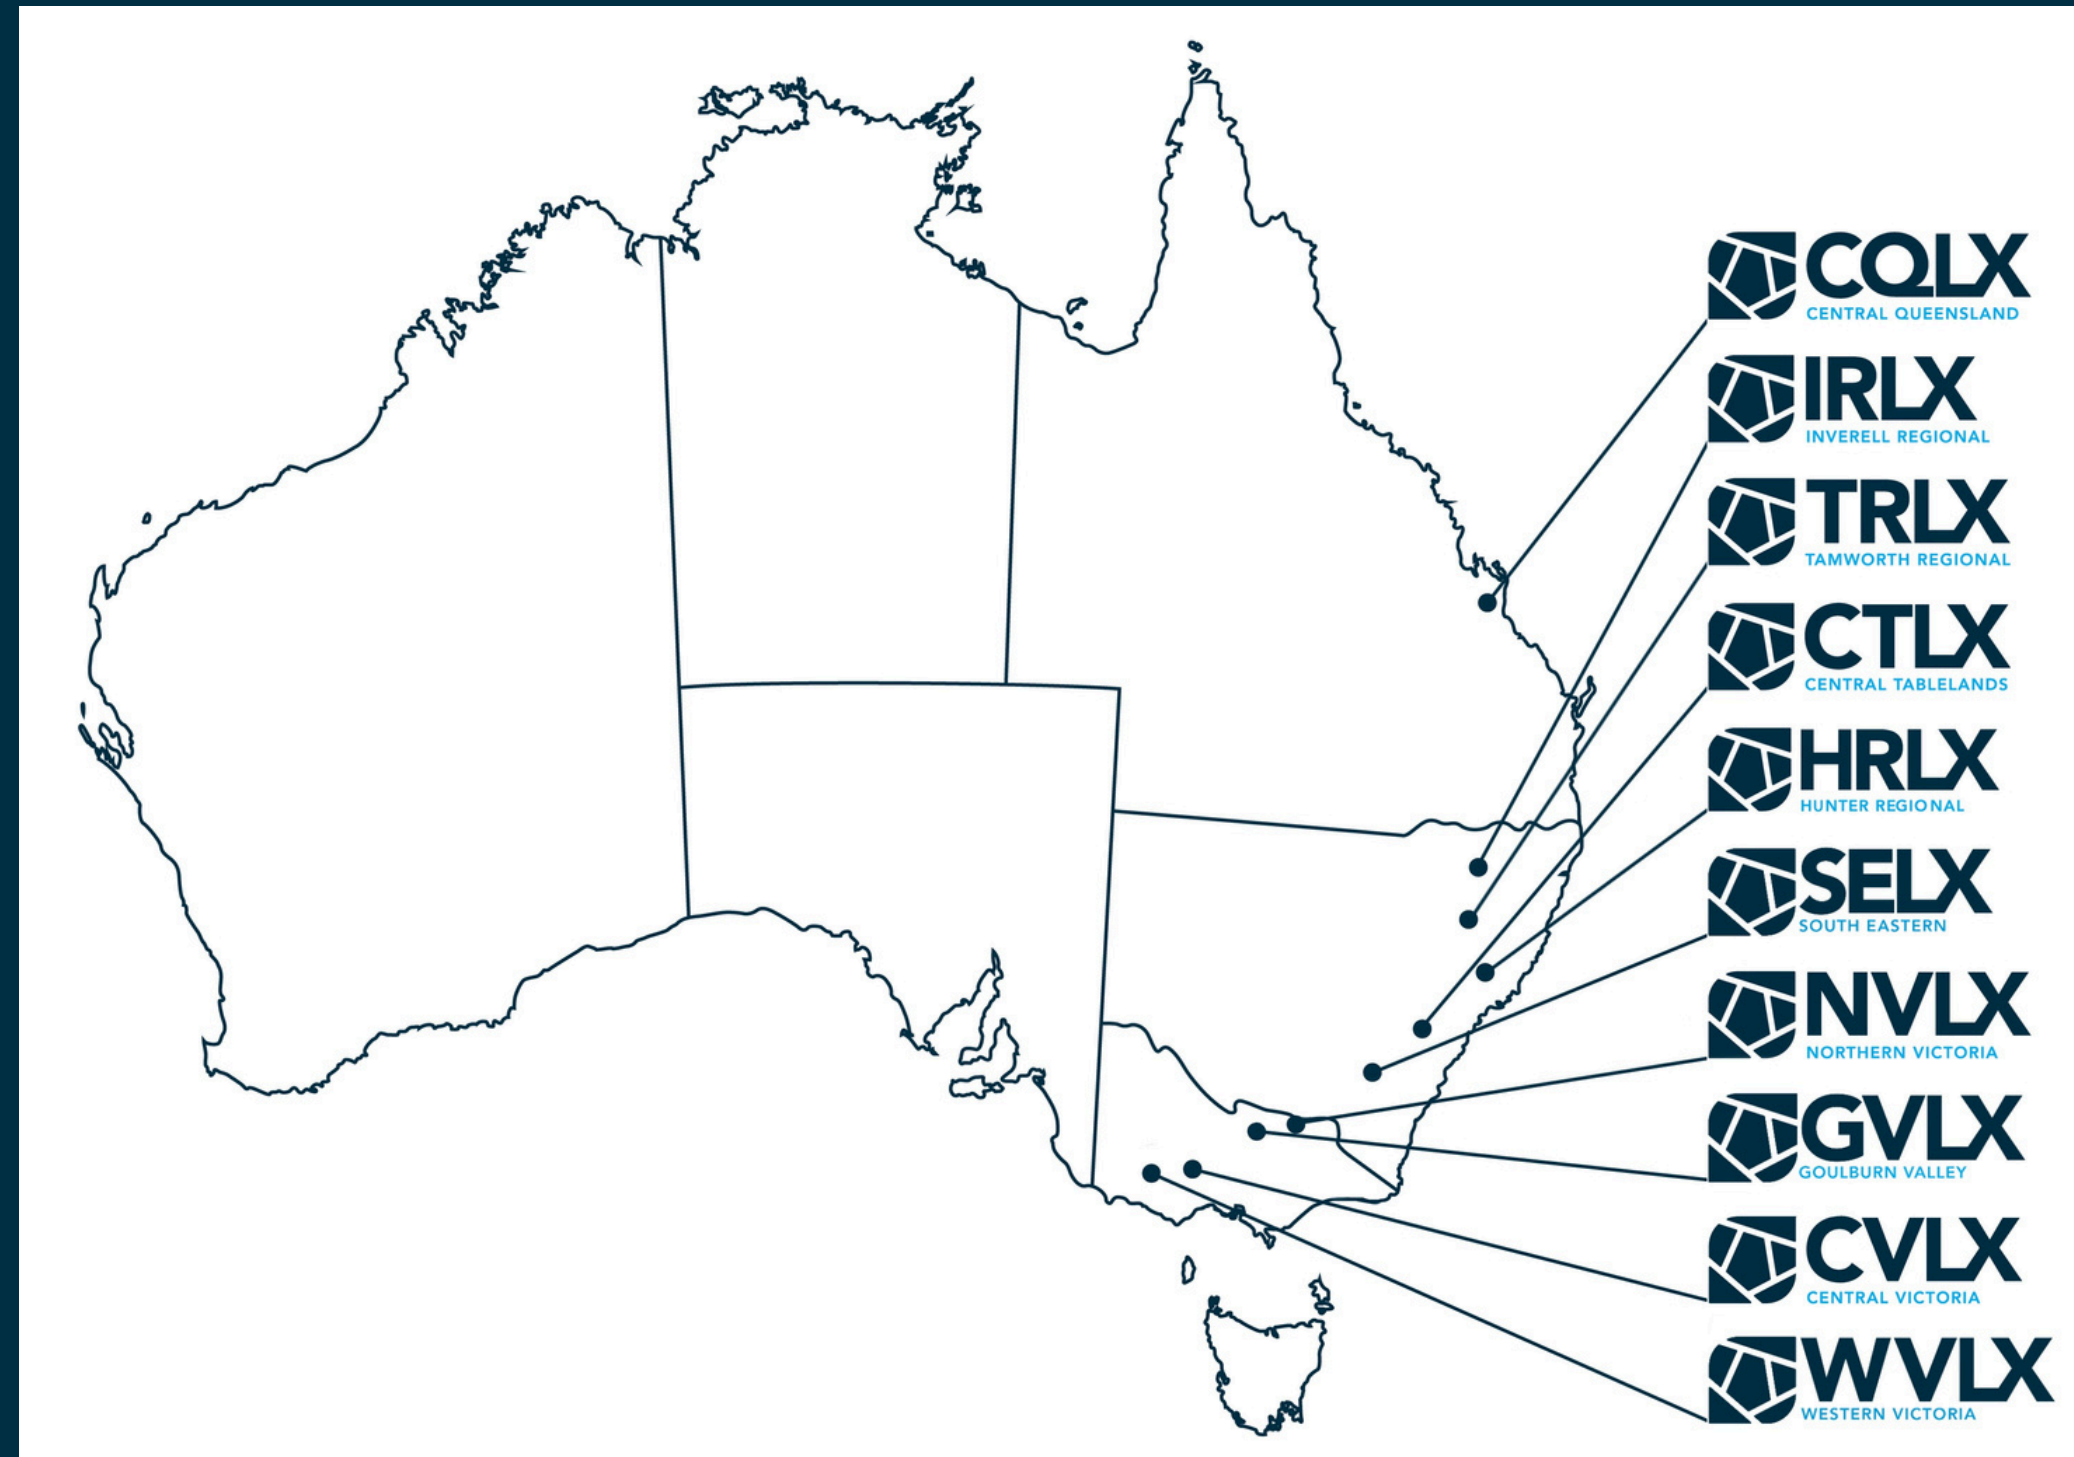 CQLX
CENTRAL QUEENSLAND
IRLX
INVERELL REGIONAL
TRLX
TAMWORTH REGIONAL
CTLX
CENTRAL TABLELANDS
HRLX
HUNTER REGIONAL
SELX
SOUTH EASTERN
NVLX
NORTHERN VICTORIA
GVLX
GOULBURN VALLEY
CVLX
CENTRAL VICTORIA
WVLX
WESTERN VICTORIA